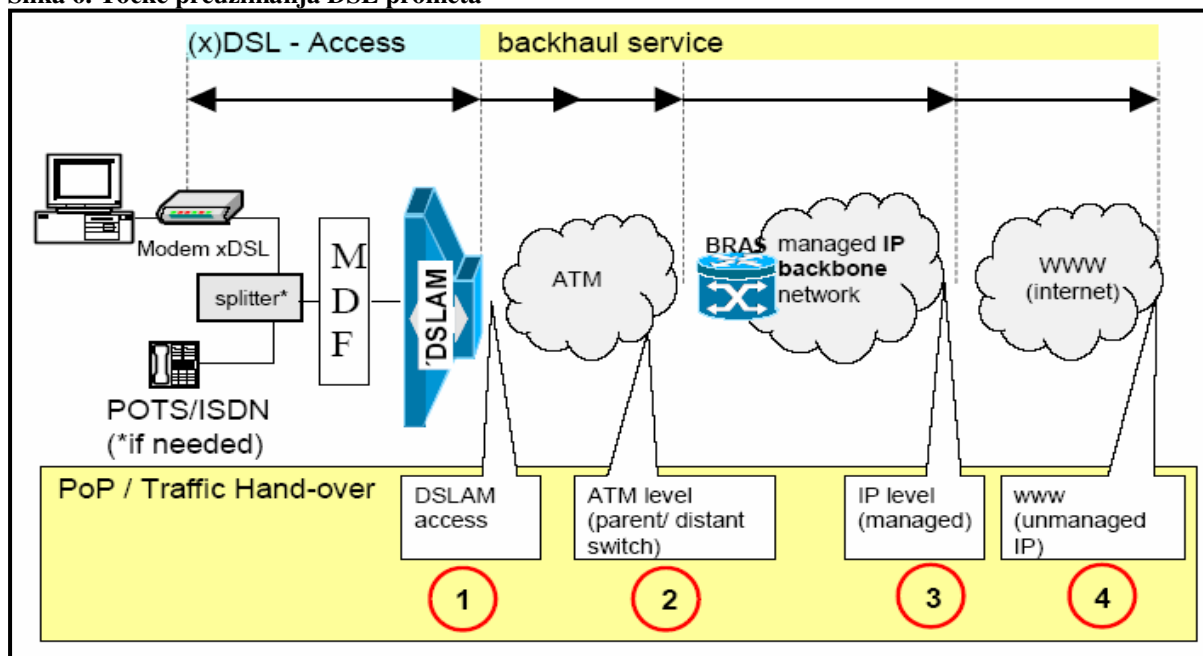 Slika 6. Točke preuzimanja DSL prometa
(x)DSL - Access
backhaul service
Modem xDSL
splitter*
POTS/ISDN
(*if needed)
M
D
F
DSLAM
ATM
BRAS
managed IP
backbone
network
WWW
(internet)
PoP / Traffic Hand-over
DSLAM
access
ATM level
(parent/ distant
switch)
IP level
(managed)
www
(unmanaged
IP)
1
2
3
4